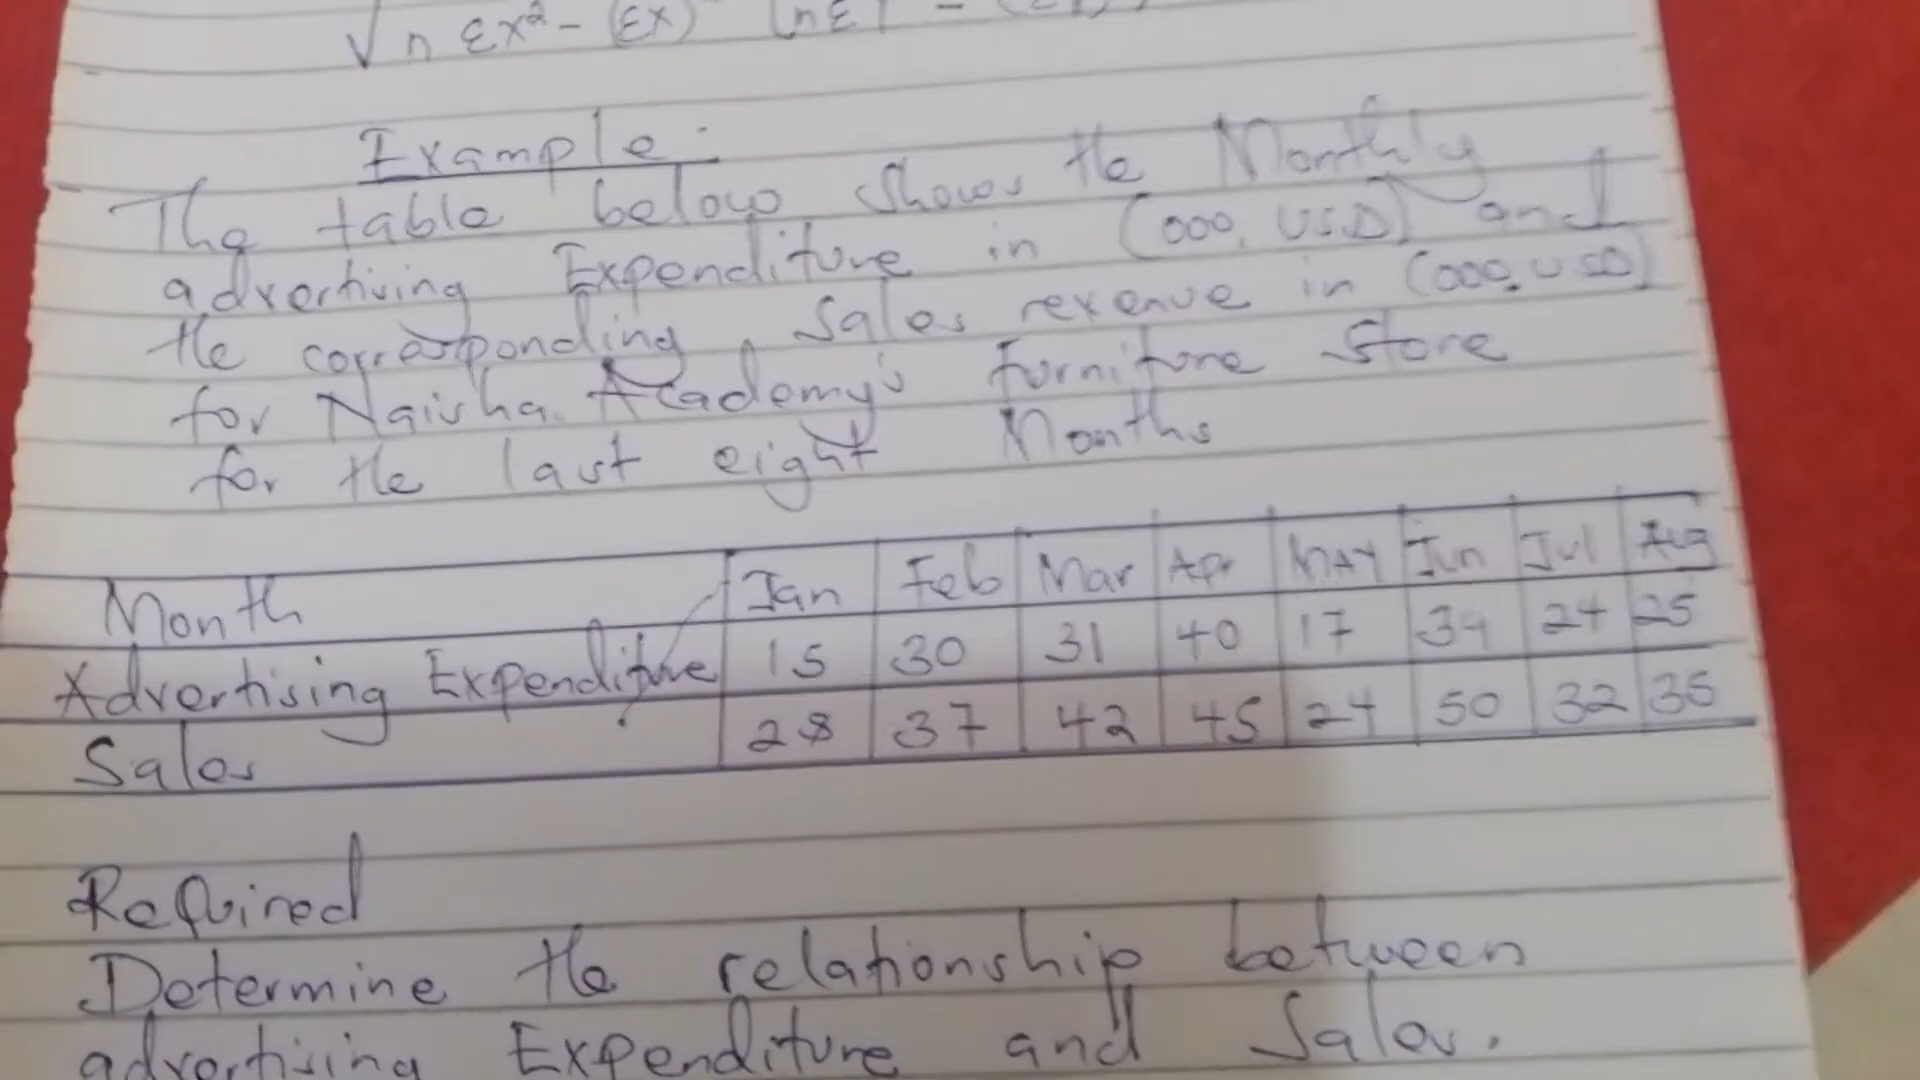 √n Ɛx² - (Ɛx)
Example:
The table below shows the Monthly
advertising Expenditure in (000, USD) and
the corresponding Sales revenue in (000, USD)
for Naisha Academy's furniture store
for the last eight Months
Month Jan Feb Mar Apr MAY Jun Jul Aug
Advertising Expenditure 15 30 31 40 17 34 24 25
Sales 28 37 42 45 24 50 32 35
Required
Determine the relationship between
advertising Expenditure and Sales.